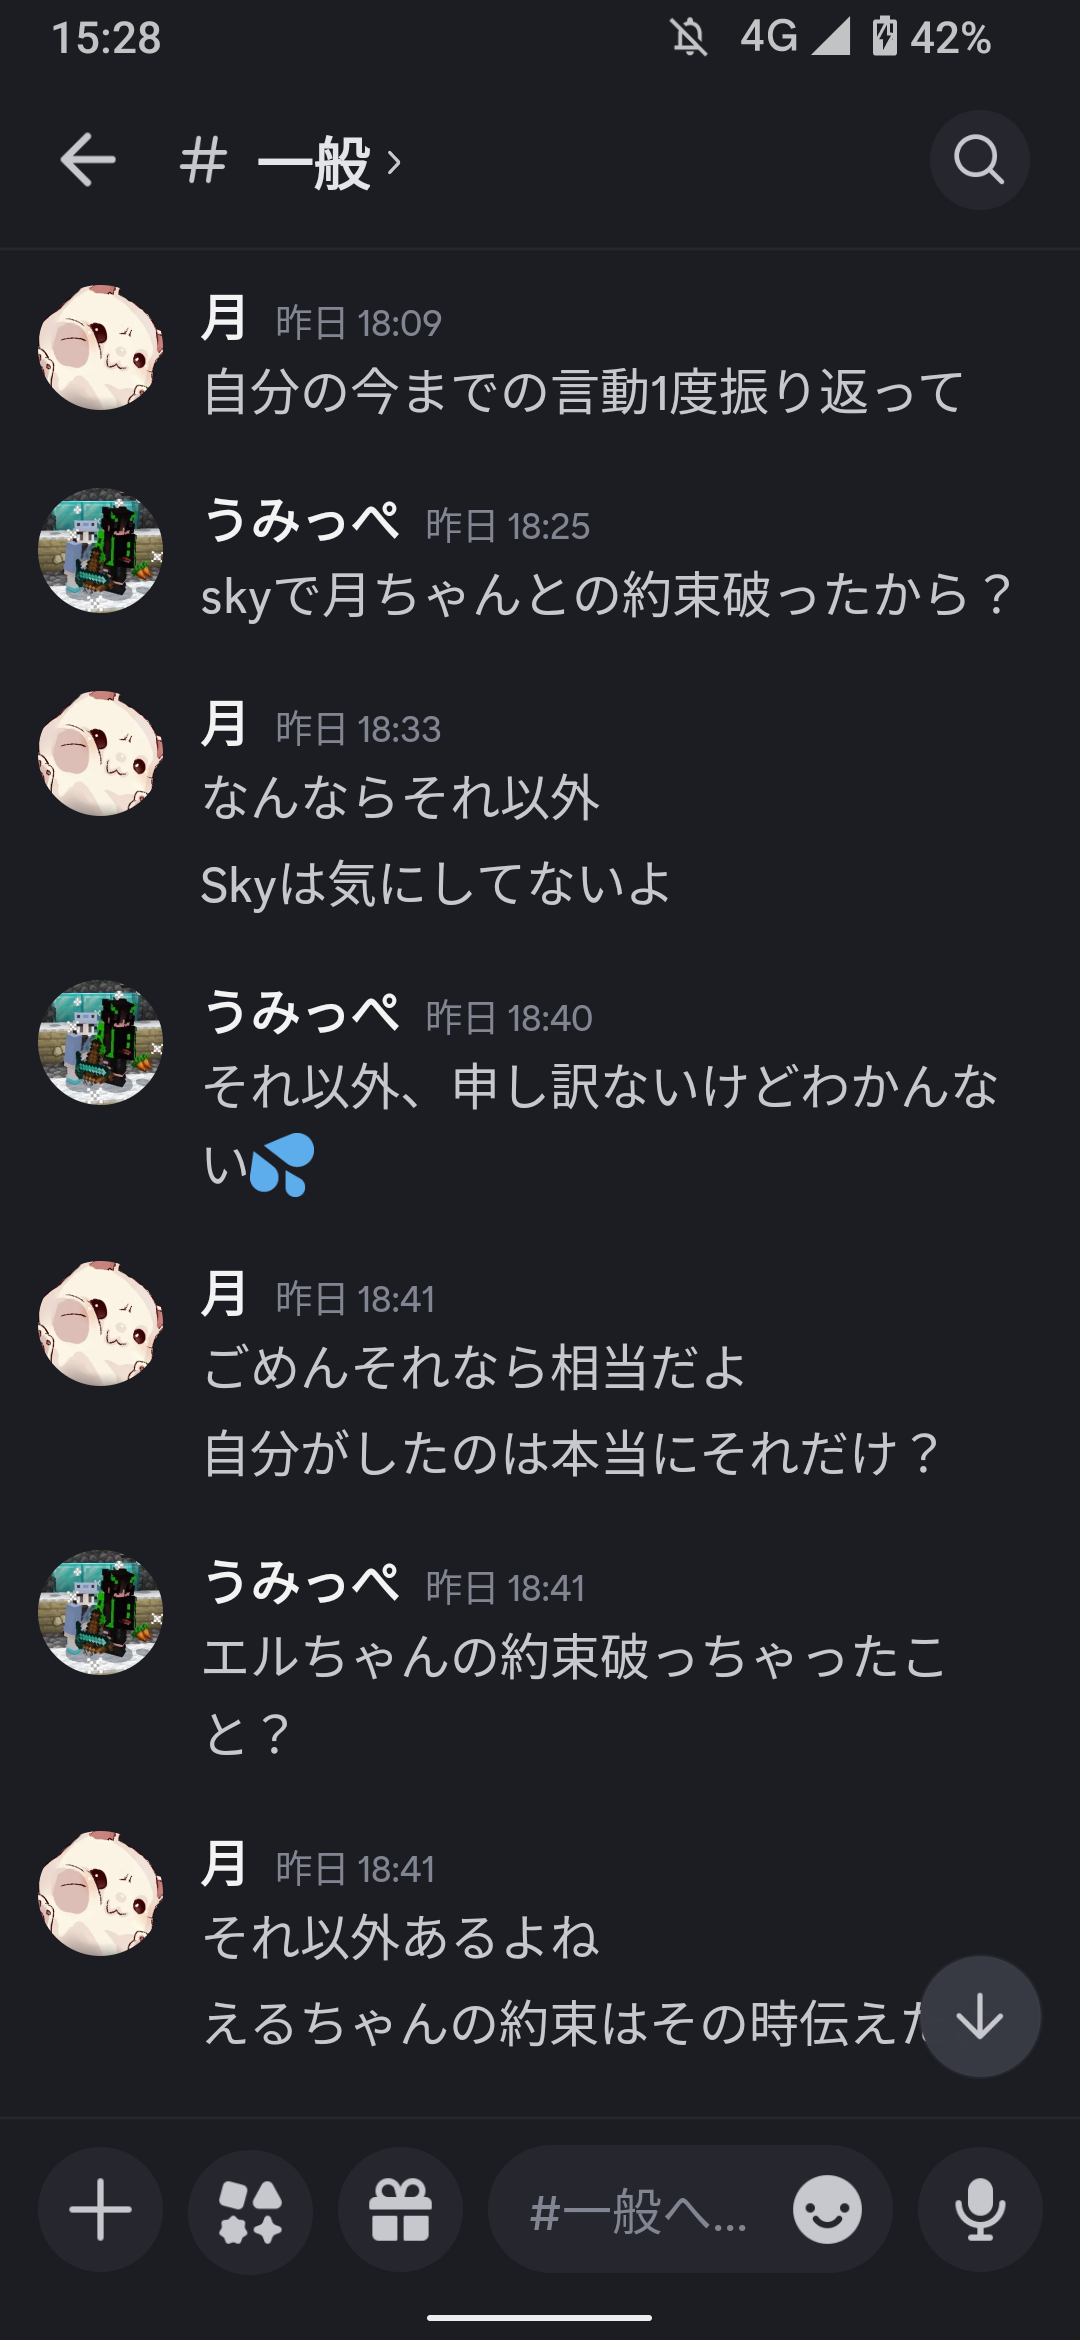 15:28 4G 42%
# 一般 ›
月 昨日 18:09
自分の今までの言動1度振り返って
うみっぺ 昨日 18:25
skyで月ちゃんとの約束破ったから？
月 昨日 18:33
なんならそれ以外
Skyは気にしてないよ
うみっぺ 昨日 18:40
それ以外、申し訳ないけどわかんな
い💦
月 昨日 18:41
ごめんそれなら相当だよ
自分がしたのは本当にそれだけ？
うみっぺ 昨日 18:41
エルちゃんの約束破っちゃったこ
と？
月 昨日 18:41
それ以外あるよね
えるちゃんの約束はその時伝えた
#一般へ...